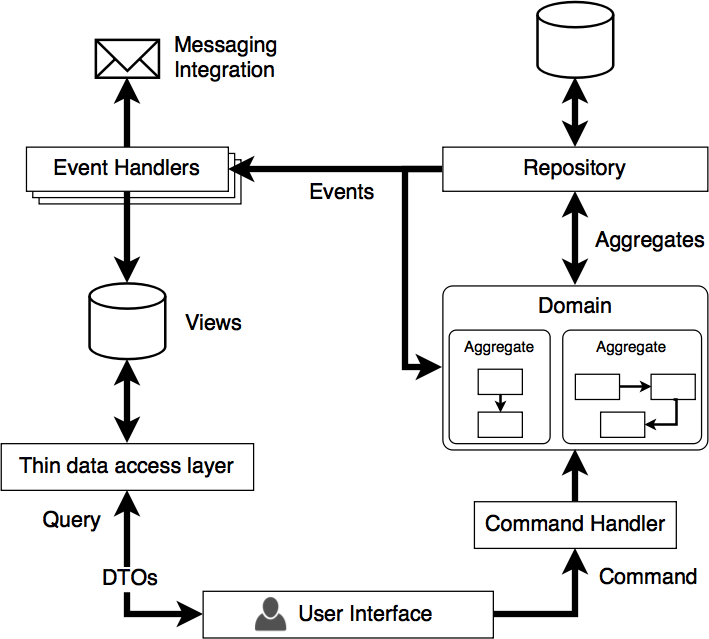 Messaging
Integration
Event Handlers
Repository
Events
Aggregates
Domain
Views
Aggregate
Aggregate
Thin data access layer
Query
Command Handler
DTOs
Command
User Interface